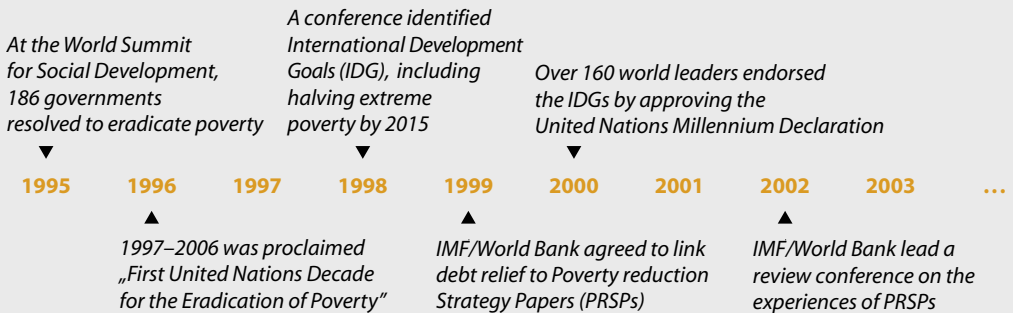 At the World Summit
for Social Development,
186 governments
resolved to eradicate poverty
A conference identified
International Development
Goals (IDG), including
halving extreme
poverty by 2015
Over 160 world leaders endorsed
the IDGs by approving the
United Nations Millennium Declaration
1995 1996 1997 1998 1999 2000 2001 2002 2003 ...
1997–2006 was proclaimed
„First United Nations Decade
for the Eradication of Poverty”
IMF/World Bank agreed to link
debt relief to Poverty reduction
Strategy Papers (PRSPs)
IMF/World Bank lead a
review conference on the
experiences of PRSPs